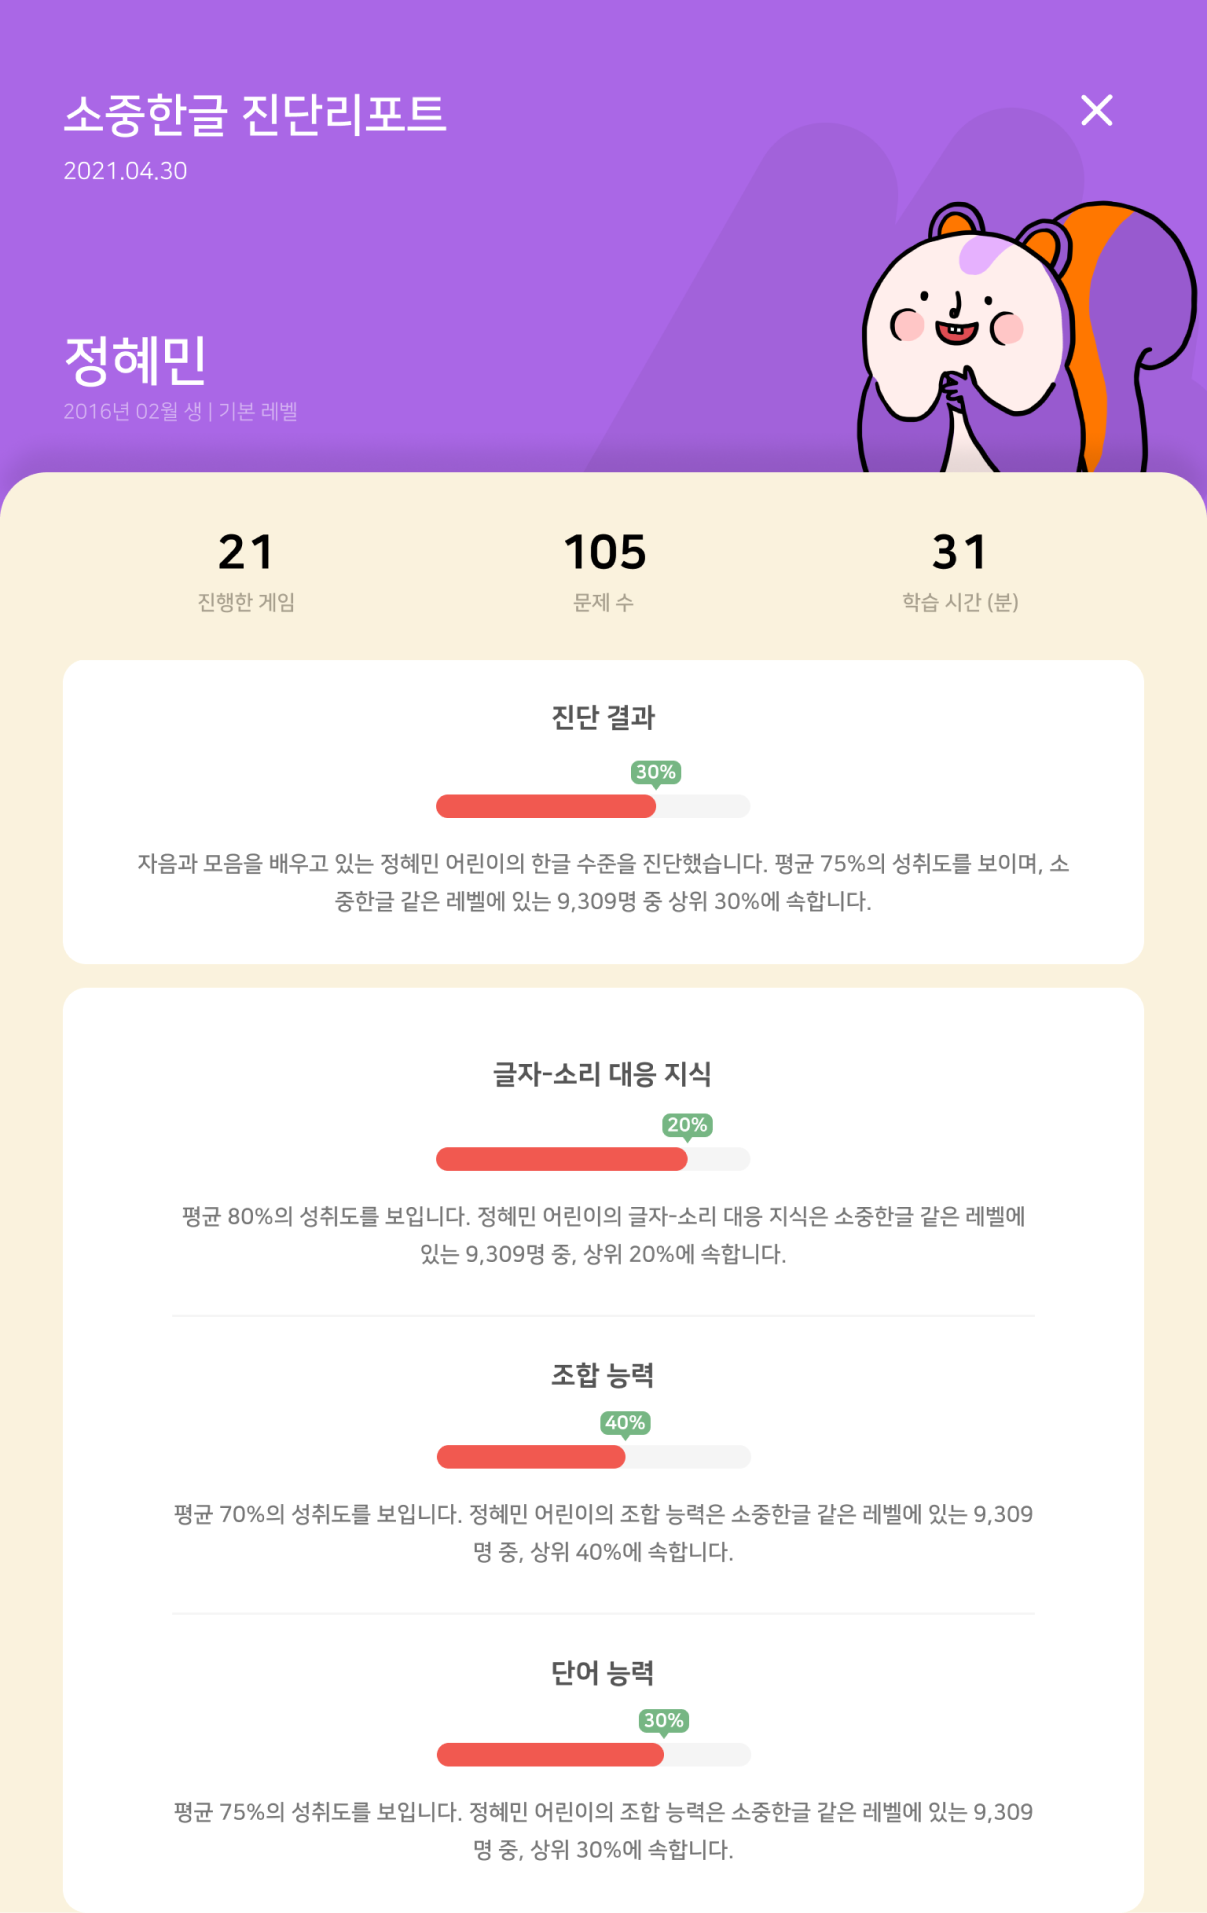 소중한글 진단리포트
2021.04.30
정혜민
2016년 02월 생 | 기본 레벨
21
105
31
진행한 게임
문제 수
학습 시간 (분)
진단 결과
30%
자음과 모음을 배우고 있는 정혜민 어린이의 한글 수준을 진단했습니다. 평균 75%의 성취도를 보이며, 소
중한글 같은 레벨에 있는 9,309명 중 상위 30%에 속합니다.
글자-소리 대응 지식
20%
평균 80%의 성취도를 보입니다. 정혜민 어린이의 글자-소리 대응 지식은 소중한글 같은 레벨에
있는 9,309명 중, 상위 20%에 속합니다.
조합 능력
40%
평균 70%의 성취도를 보입니다. 정혜민 어린이의 조합 능력은 소중한글 같은 레벨에 있는 9,309
명 중, 상위 40%에 속합니다.
단어 능력
30%
평균 75%의 성취도를 보입니다. 정혜민 어린이의 조합 능력은 소중한글 같은 레벨에 있는 9,309
명 중, 상위 30%에 속합니다.